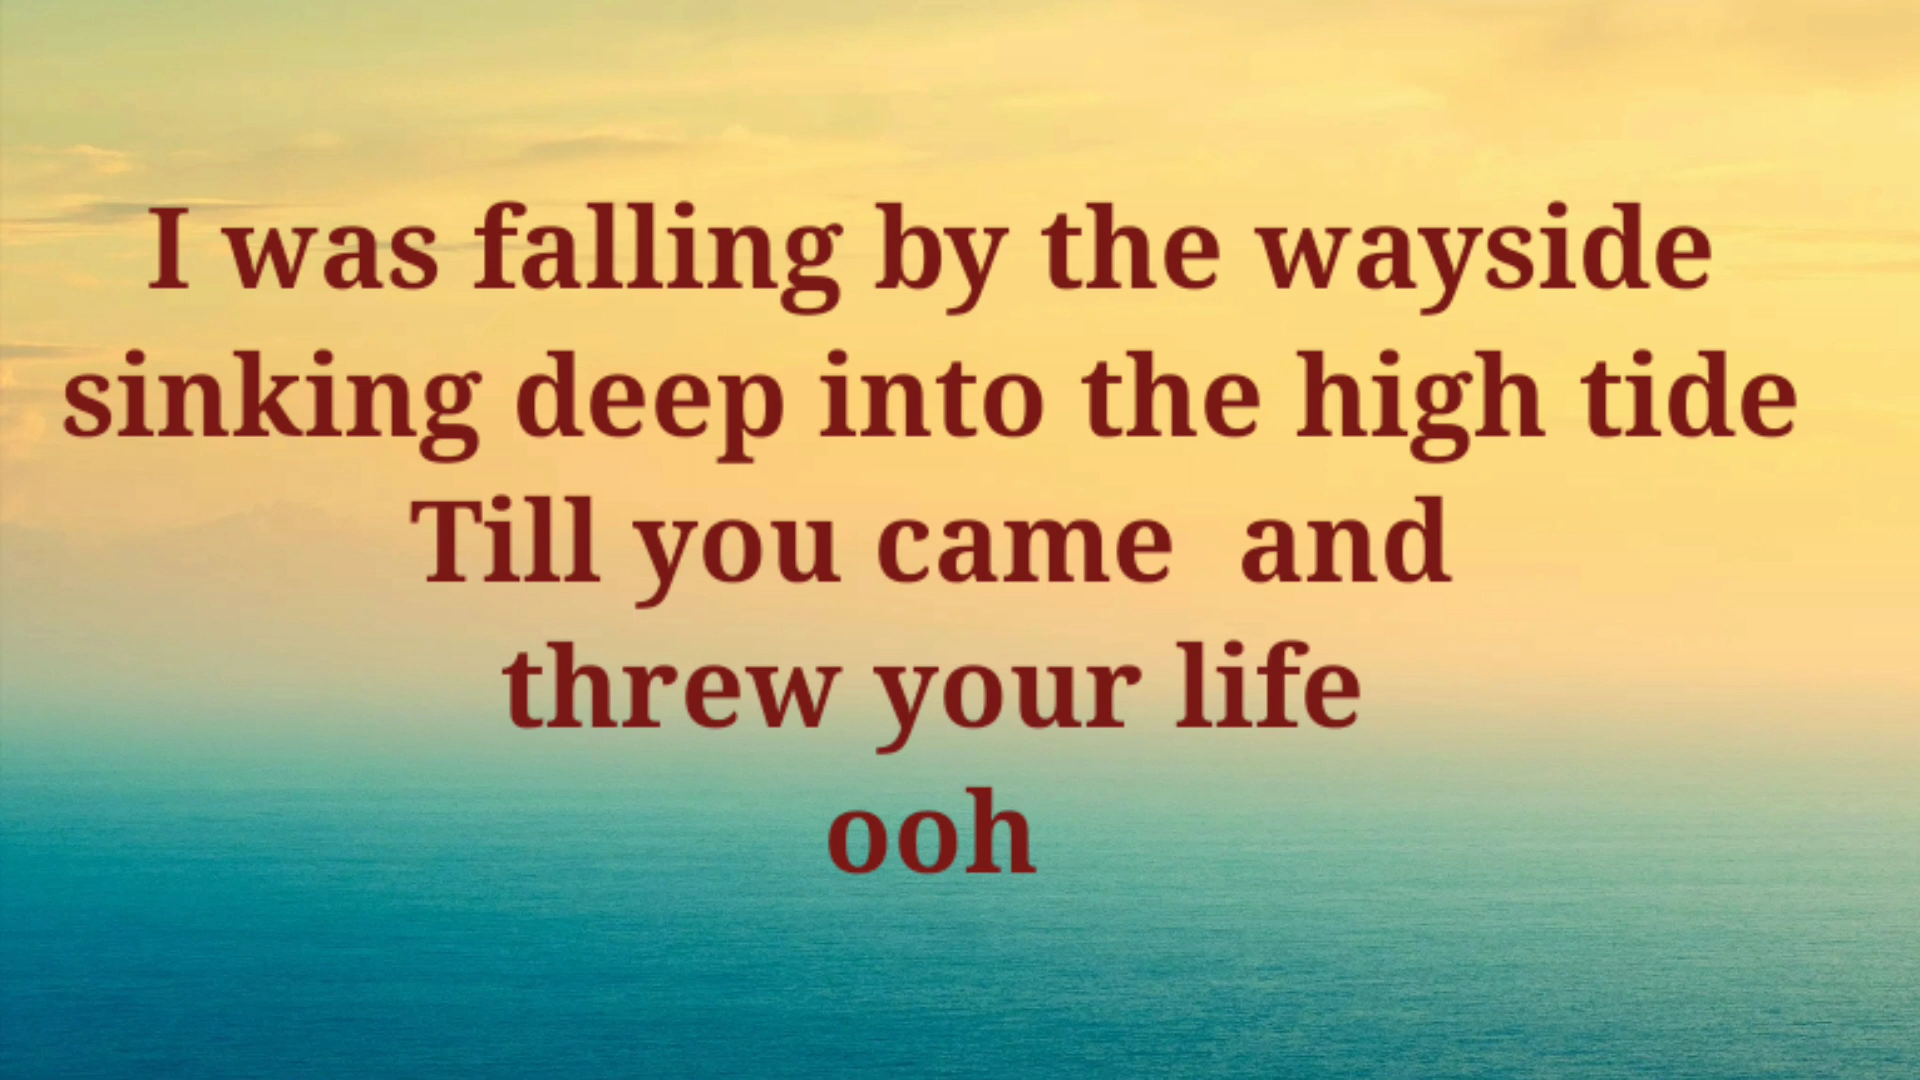 I was falling by the wayside
sinking deep into the high tide
Till you came  and
threw your life
ooh